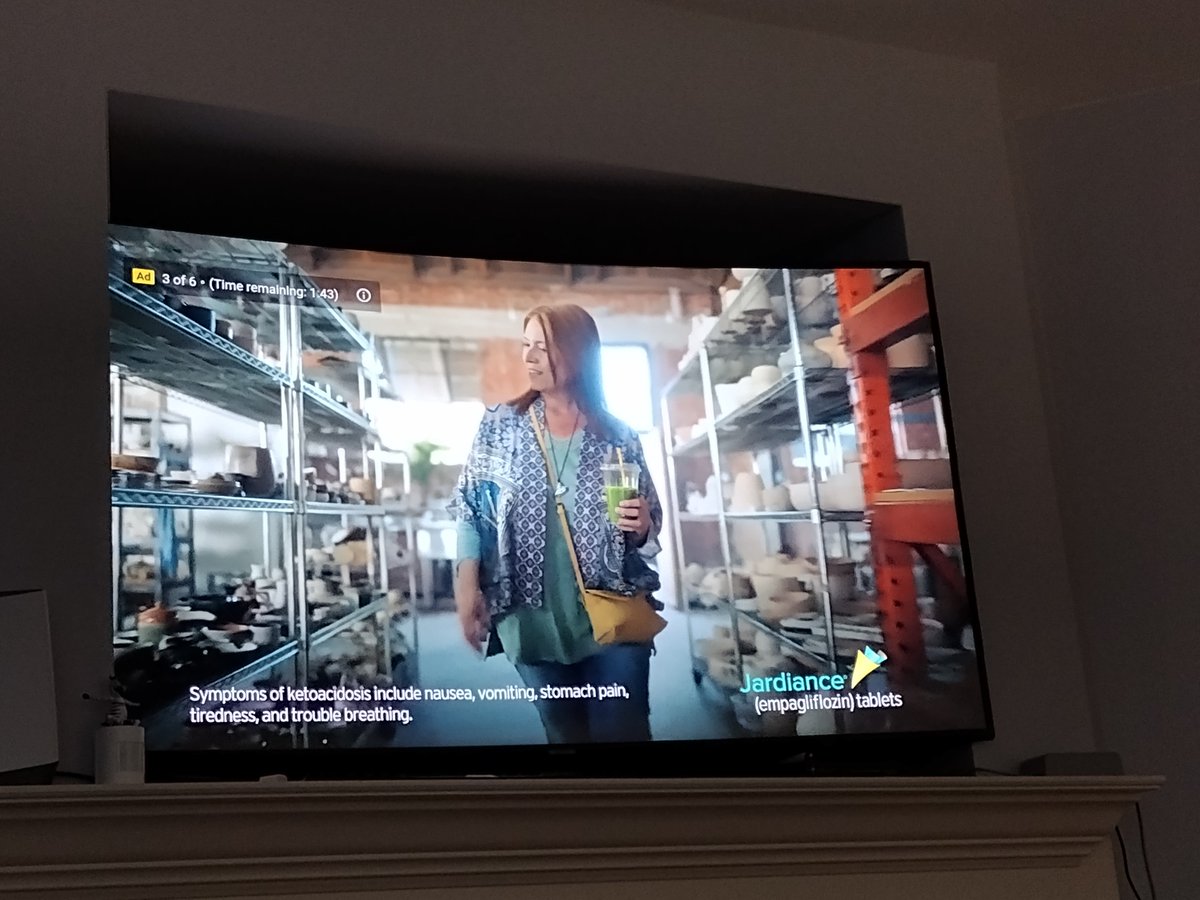 Ad 3 of 6 • (Time remaining: 1:43)
Symptoms of ketoacidosis include nausea, vomiting, stomach pain,
tiredness, and trouble breathing.
Jardiance®
(empagliflozin) tablets